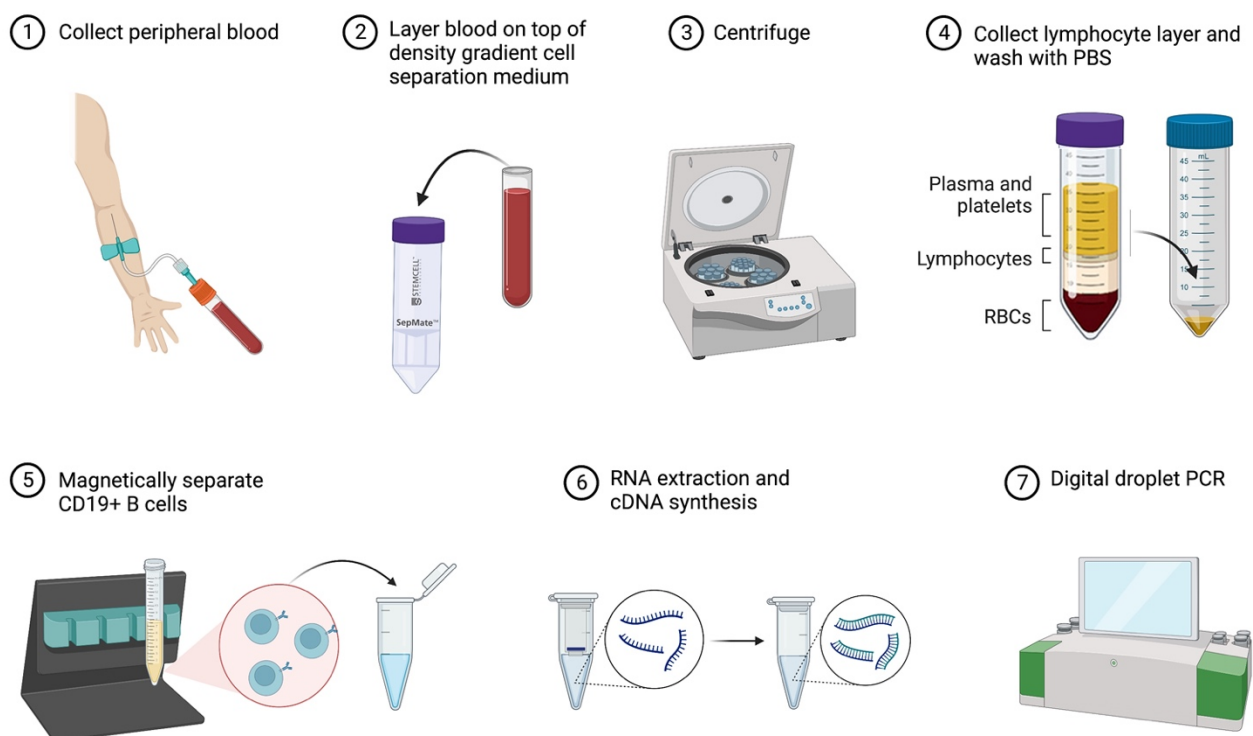 1 Collect peripheral blood
2 Layer blood on top of
density gradient cell
separation medium
3 Centrifuge
4 Collect lymphocyte layer and
wash with PBS
STEMCELL
SepMate™
Plasma and
platelets
Lymphocytes
RBCs
mL
45
40
35
30
25
20
15
10
5 Magnetically separate
CD19+ B cells
6 RNA extraction and
cDNA synthesis
7 Digital droplet PCR